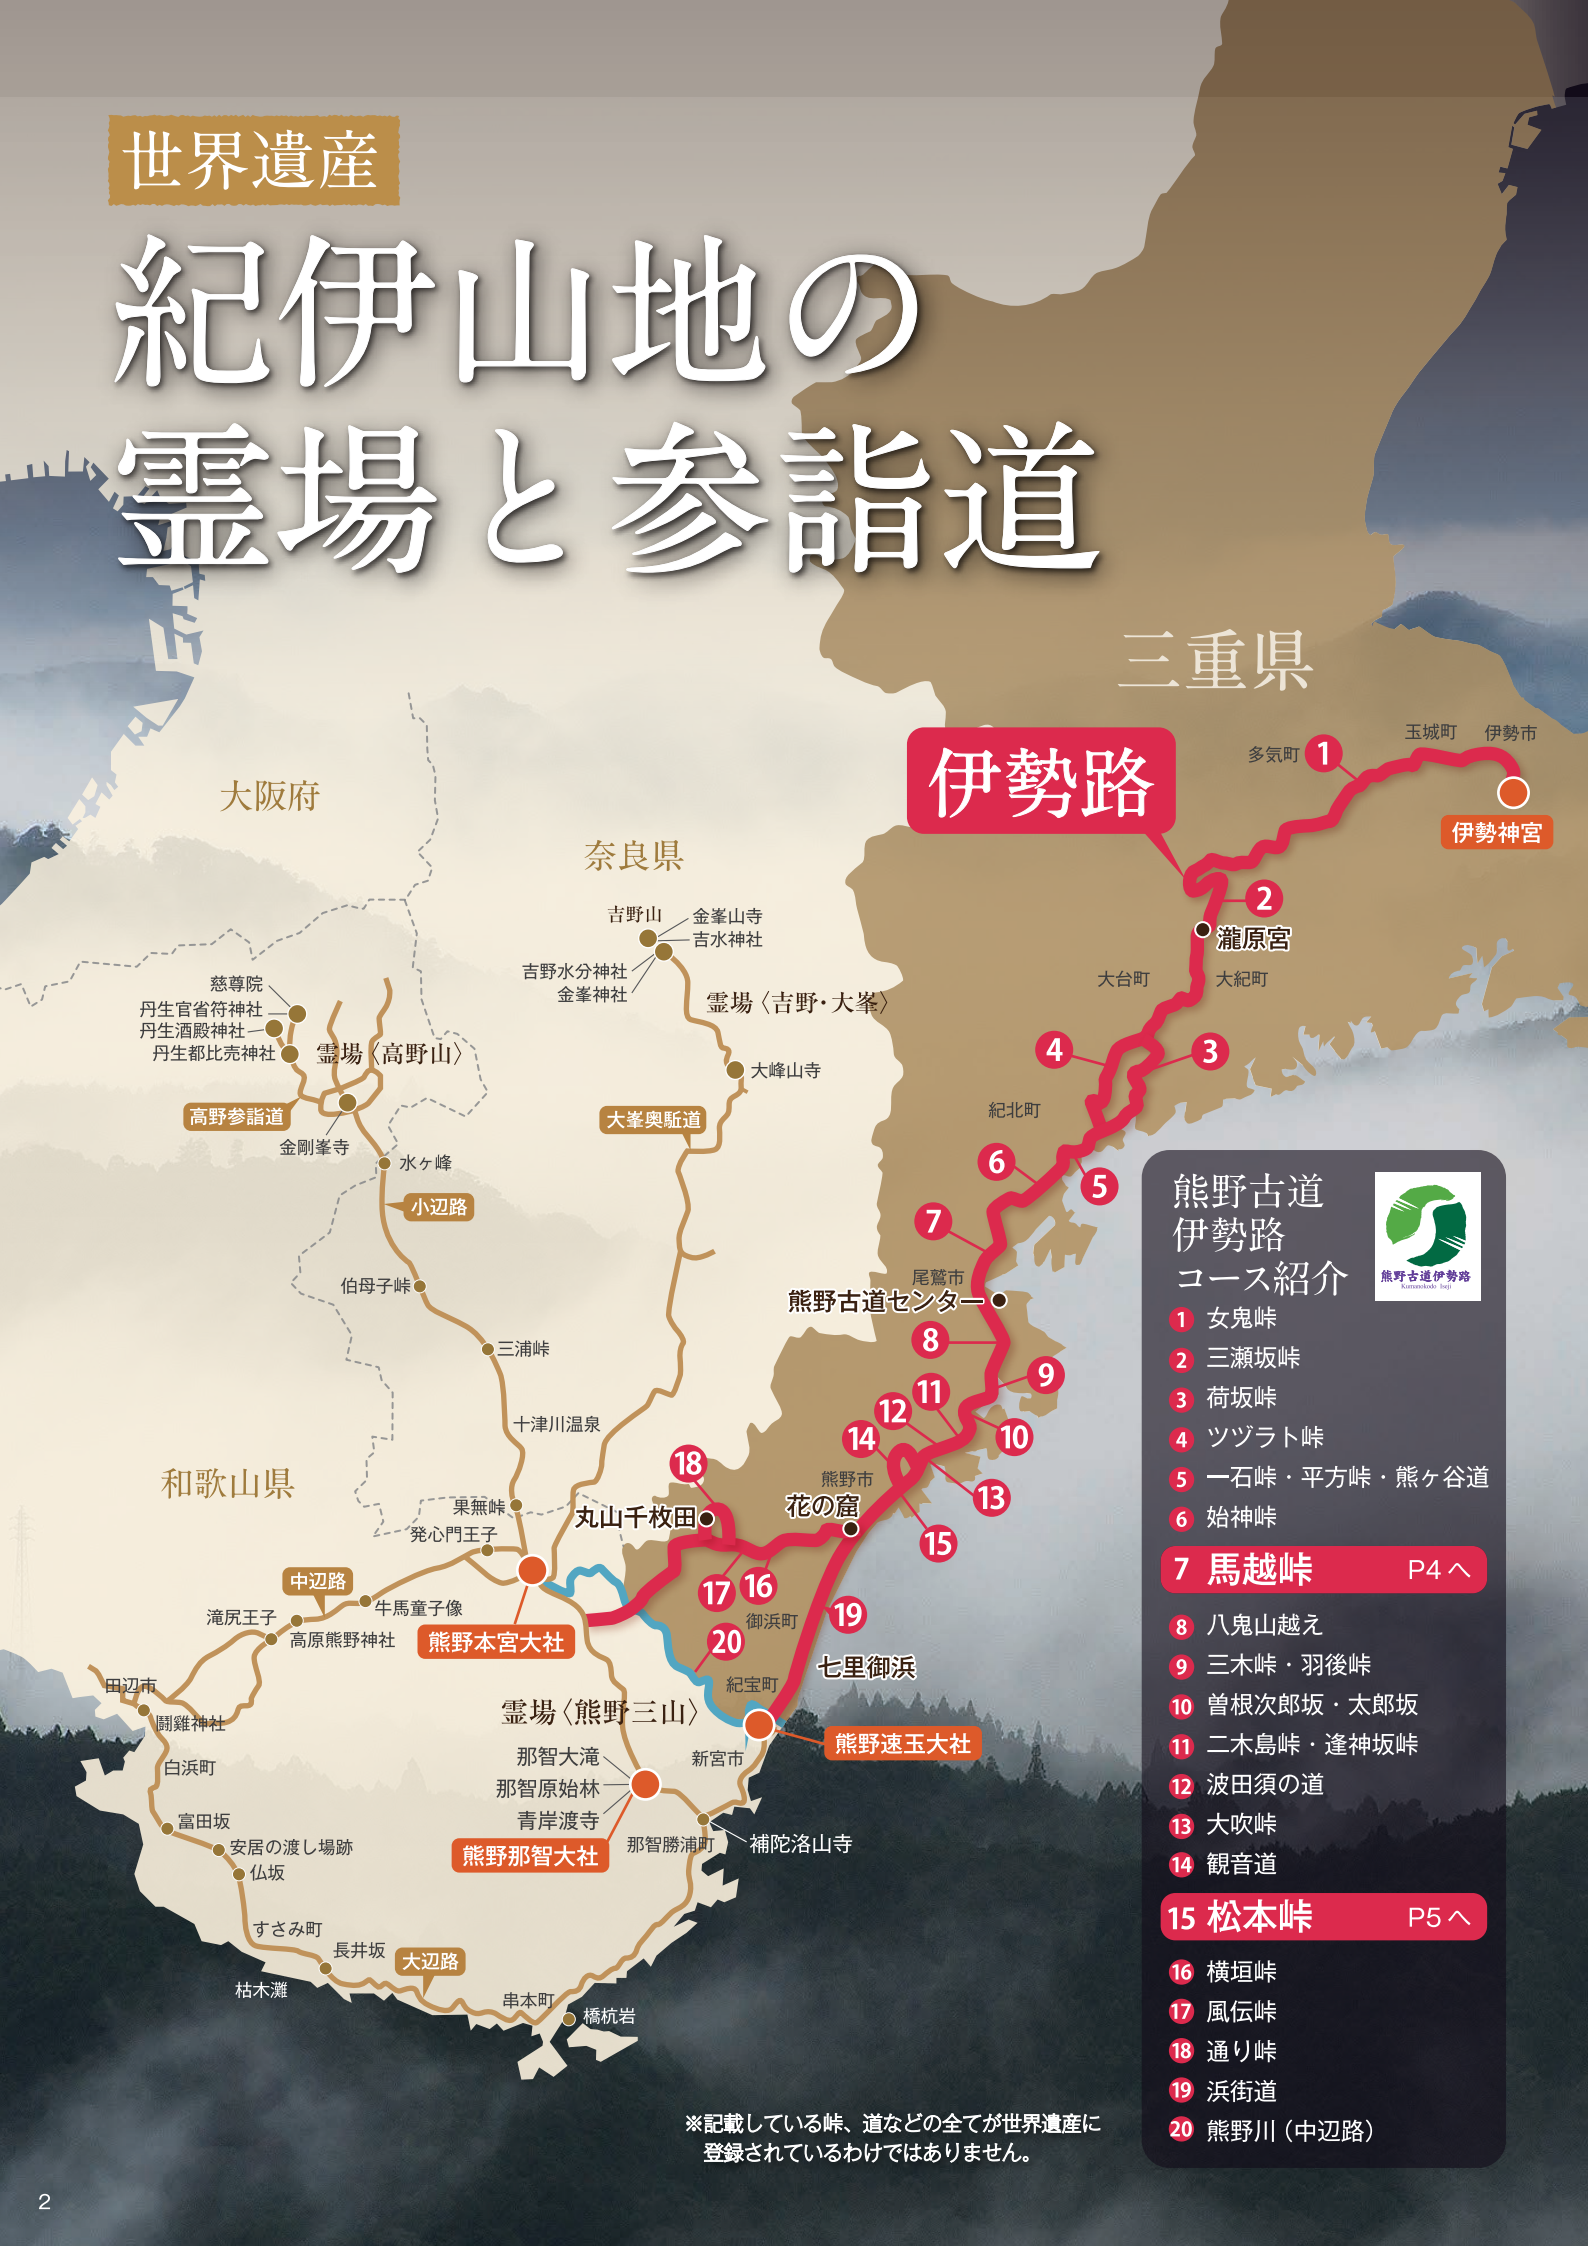 世界遺産
紀伊山地の
霊場と参詣道
三重県
伊勢路
多気町
1
玉城町
伊勢市
伊勢神宮
2
瀧原宮
大台町
大紀町
4
3
紀北町
6
5
7
尾鷲市
熊野古道センター
8
9
11
12
10
14
18
熊野市
13
丸山千枚田
花の窟
15
17
16
19
御浜町
20
七里御浜
紀宝町
熊野速玉大社
新宮市
大阪府
奈良県
吉野山
金峯山寺
吉水神社
吉野水分神社
金峯神社
霊場〈吉野・大峯〉
大峰山寺
大峯奥駈道
慈尊院
丹生官省符神社
丹生酒殿神社
丹生都比売神社
霊場〈高野山〉
高野参詣道
金剛峯寺
水ヶ峰
小辺路
伯母子峠
三浦峠
十津川温泉
和歌山県
果無峠
発心門王子
中辺路
牛馬童子像
滝尻王子
高原熊野神社
熊野本宮大社
田辺市
闘雞神社
霊場〈熊野三山〉
那智大滝
那智原始林
青岸渡寺
熊野那智大社
那智勝浦町
補陀洛山寺
白浜町
富田坂
安居の渡し場跡
仏坂
すさみ町
長井坂
大辺路
枯木灘
串本町
橋杭岩
熊野古道
伊勢路
コース紹介
熊野古道伊勢路
Kumanokodo Iseji
1 女鬼峠
2 三瀬坂峠
3 荷坂峠
4 ツヅラト峠
5 一石峠・平方峠・熊ヶ谷道
6 始神峠
7 馬越峠 P4へ
8 八鬼山越え
9 三木峠・羽後峠
10 曽根次郎坂・太郎坂
11 二木島峠・逢神坂峠
12 波田須の道
13 大吹峠
14 観音道
15 松本峠 P5へ
16 横垣峠
17 風伝峠
18 通り峠
19 浜街道
20 熊野川（中辺路）
※記載している峠、道などの全てが世界遺産に
登録されているわけではありません。
2